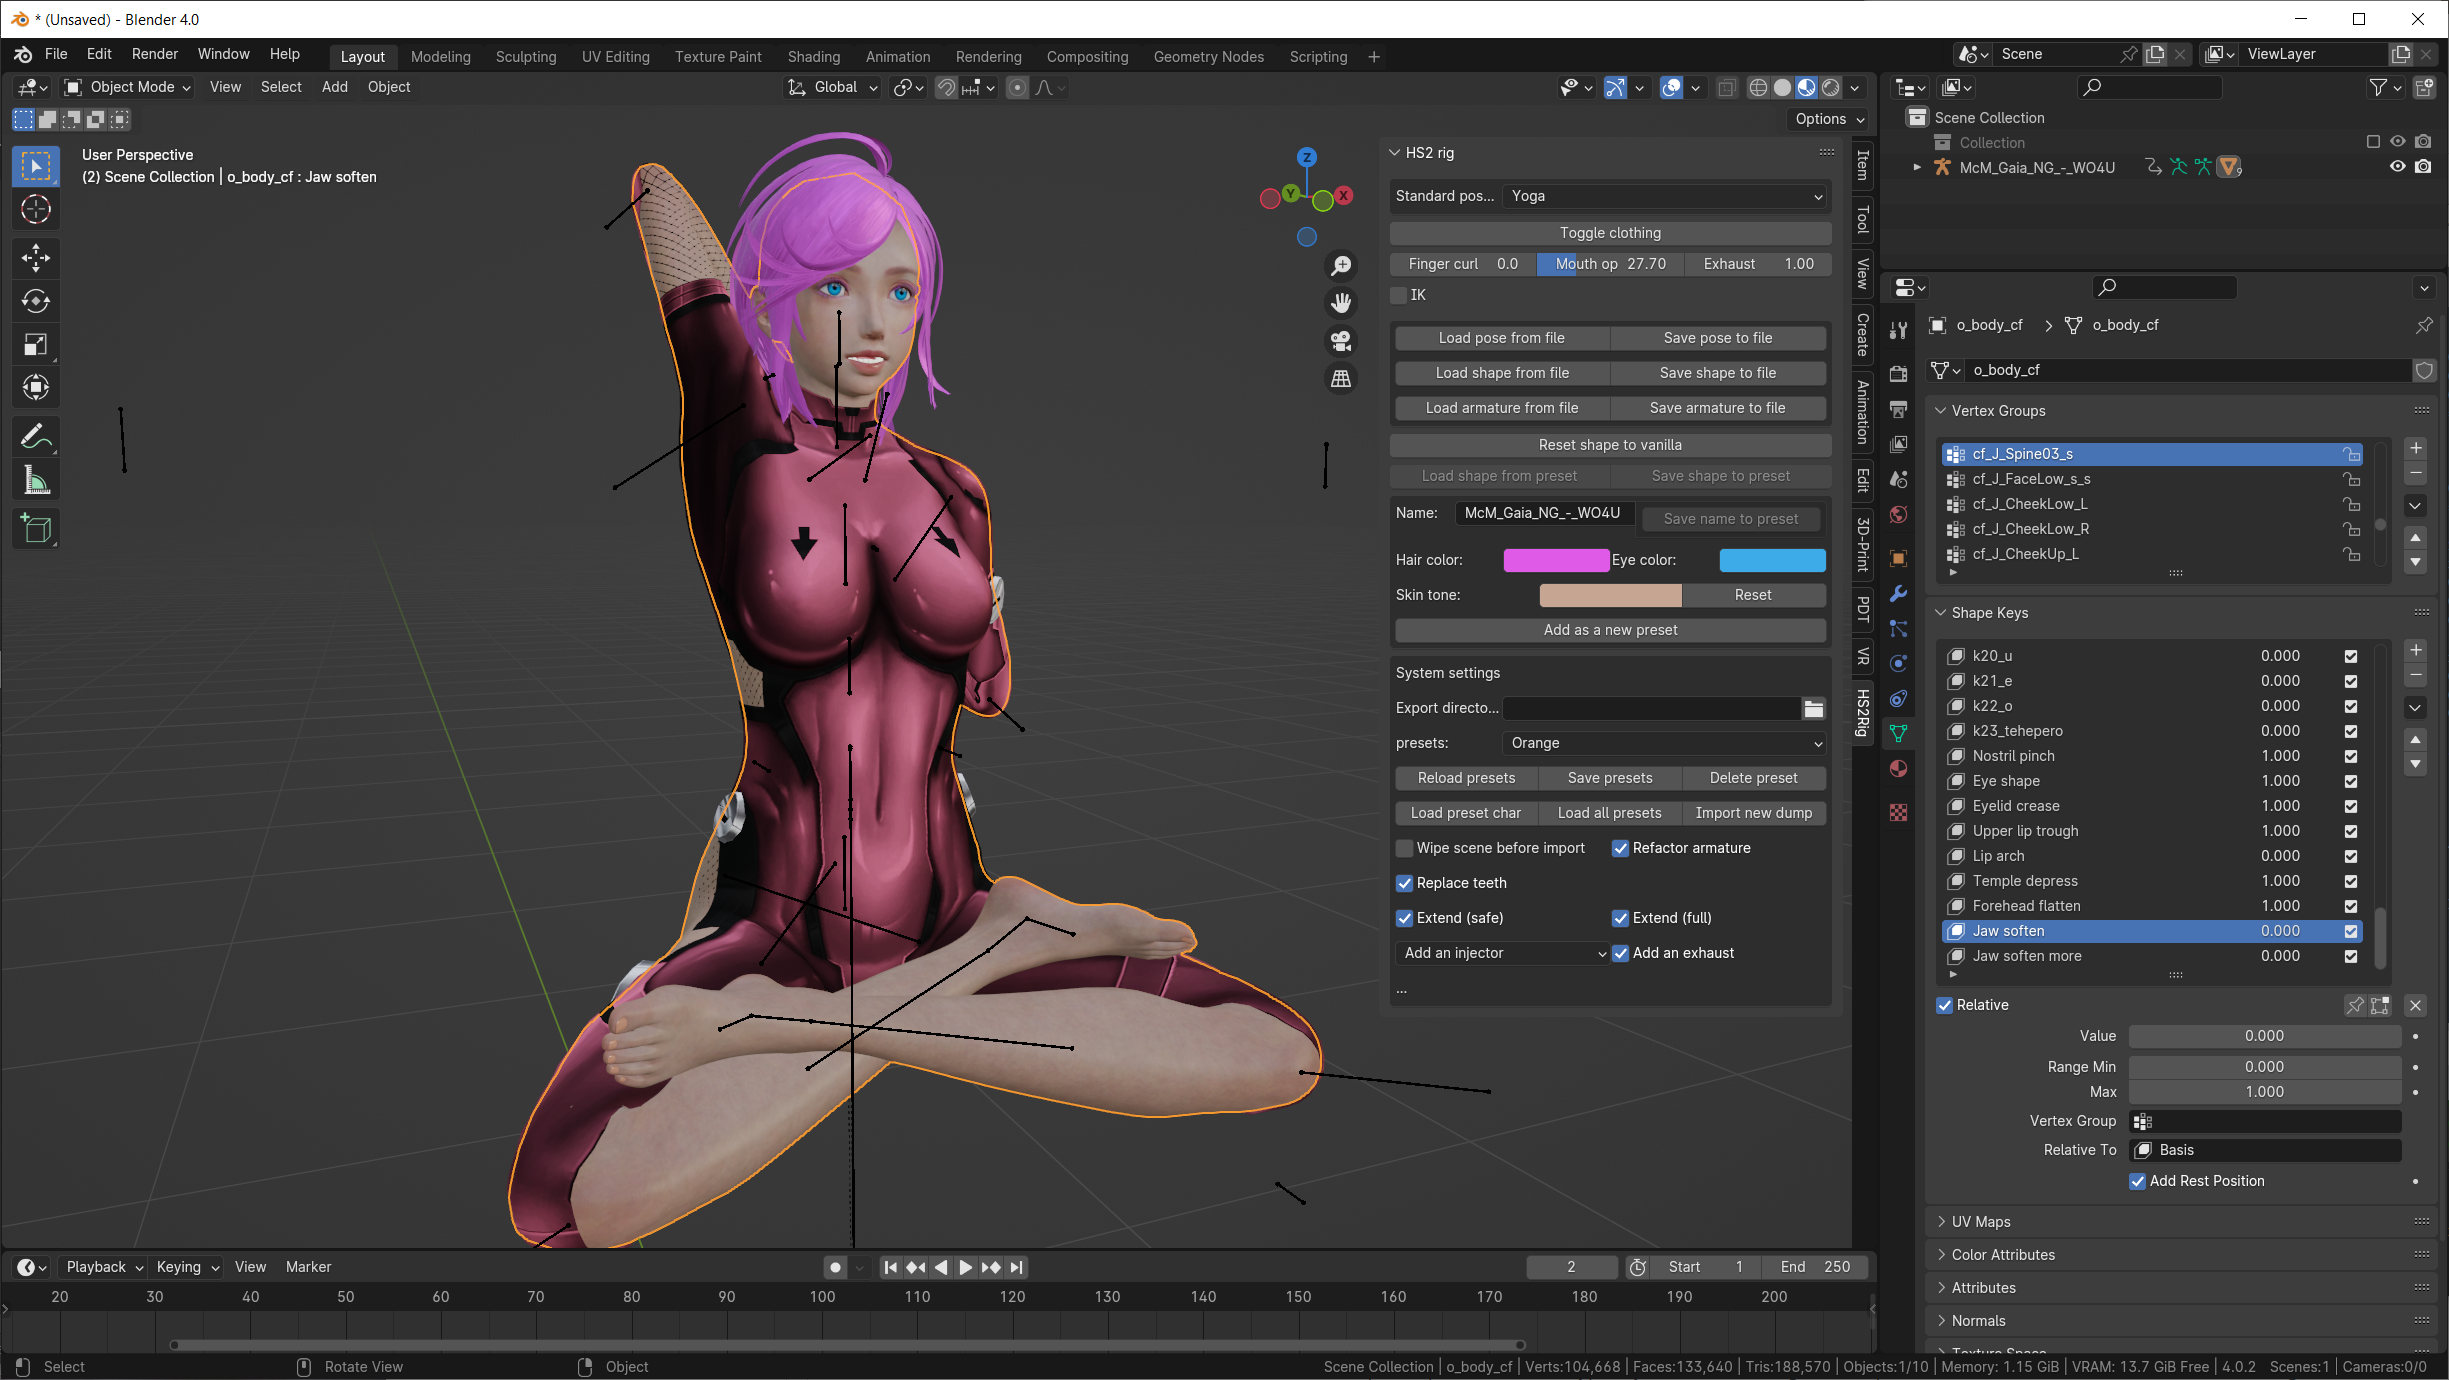 * (Unsaved) - Blender 4.0
File Edit Render Window Help Layout Modeling Sculpting UV Editing Texture Paint Shading Animation Rendering Compositing Geometry Nodes Scripting + Scene ViewLayer
Object Mode View Select Add Object Global
Options
User Perspective
(2) Scene Collection | o_body_cf : Jaw soften
Z
Y
X
HS2 rig
Standard pos... Yoga
Toggle clothing
Finger curl 0.0 Mouth op 27.70 Exhaust 1.00
IK
Load pose from file Save pose to file
Load shape from file Save shape to file
Load armature from file Save armature to file
Reset shape to vanilla
Load shape from preset Save shape to preset
Name: McM_Gaia_NG_-_WO4U Save name to preset
Hair color: Eye color:
Skin tone: Reset
Add as a new preset
System settings
Export directo...
presets: Orange
Reload presets Save presets Delete preset
Load preset char Load all presets Import new dump
Wipe scene before import Refactor armature
Replace teeth
Extend (safe) Extend (full)
Add an injector Add an exhaust
...
Item
Tool
View
Create
Animation
Edit
3D-Print
PDT
VR
HS2Rig
Scene Collection
Collection
McM_Gaia_NG_-_WO4U 9
o_body_cf > o_body_cf
o_body_cf
Vertex Groups
cf_J_Spine03_s
cf_J_FaceLow_s_s
cf_J_CheekLow_L
cf_J_CheekLow_R
cf_J_CheekUp_L
Shape Keys
k20_u 0.000
k21_e 0.000
k22_o 0.000
k23_tehepero 0.000
Nostril pinch 1.000
Eye shape 1.000
Eyelid crease 1.000
Upper lip trough 1.000
Lip arch 1.000
Temple depress 1.000
Forehead flatten 1.000
Jaw soften 0.000
Jaw soften more 0.000
Relative
Value 0.000
Range Min 0.000
Max 1.000
Vertex Group
Relative To Basis
Add Rest Position
UV Maps
Color Attributes
Attributes
Normals
Texture Space
Playback Keying View Marker 2 Start 1 End 250
20 30 40 50 60 70 80 90 100 110 120 130 140 150 160 170 180 190 200
Select Rotate View Object Scene Collection | o_body_cf | Verts:104,668 | Faces:133,640 | Tris:188,570 | Objects:1/10 | Memory: 1.15 GiB | VRAM: 13.7 GiB Free | 4.0.2 Scenes:1 | Cameras:0/0